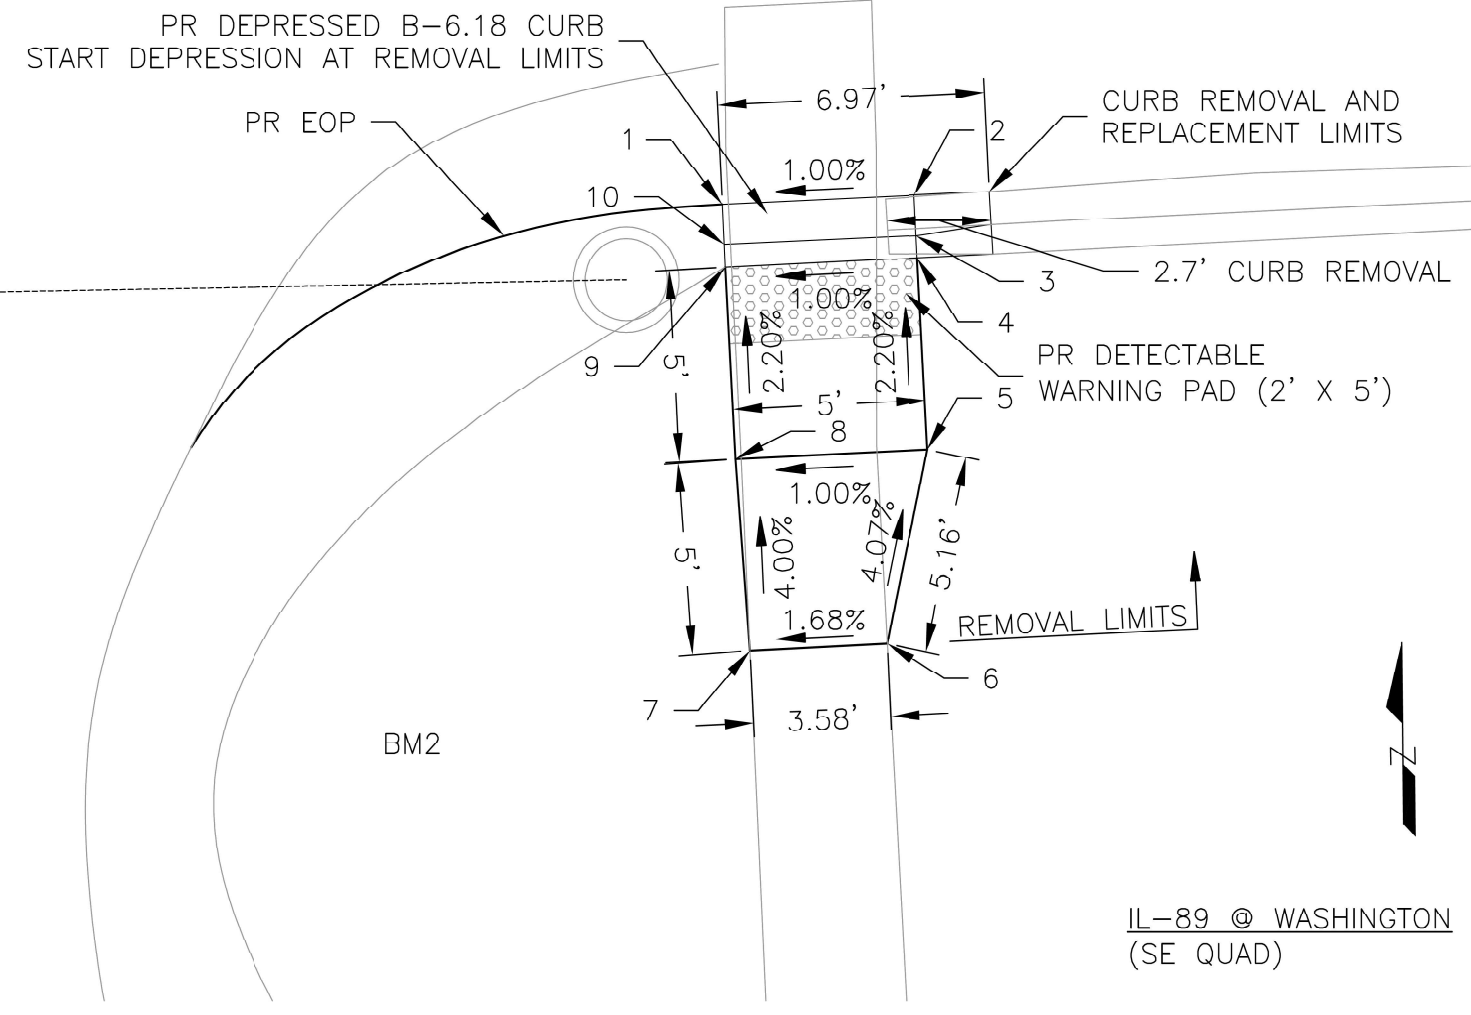 PR DEPRESSED B-6.18 CURB
START DEPRESSION AT REMOVAL LIMITS
PR EOP
6.97'
CURB REMOVAL AND
REPLACEMENT LIMITS
1
2
1.00%
10
3
2.7' CURB REMOVAL
1.00%
4
9
5'
2.20%
2.20%
PR DETECTABLE
WARNING PAD (2' X 5')
5'
5
8
1.00%
5'
4.00%
4.07%
5.16'
1.68%
REMOVAL LIMITS
6
7
3.58'
BM2
Z
IL-89 @ WASHINGTON
(SE QUAD)